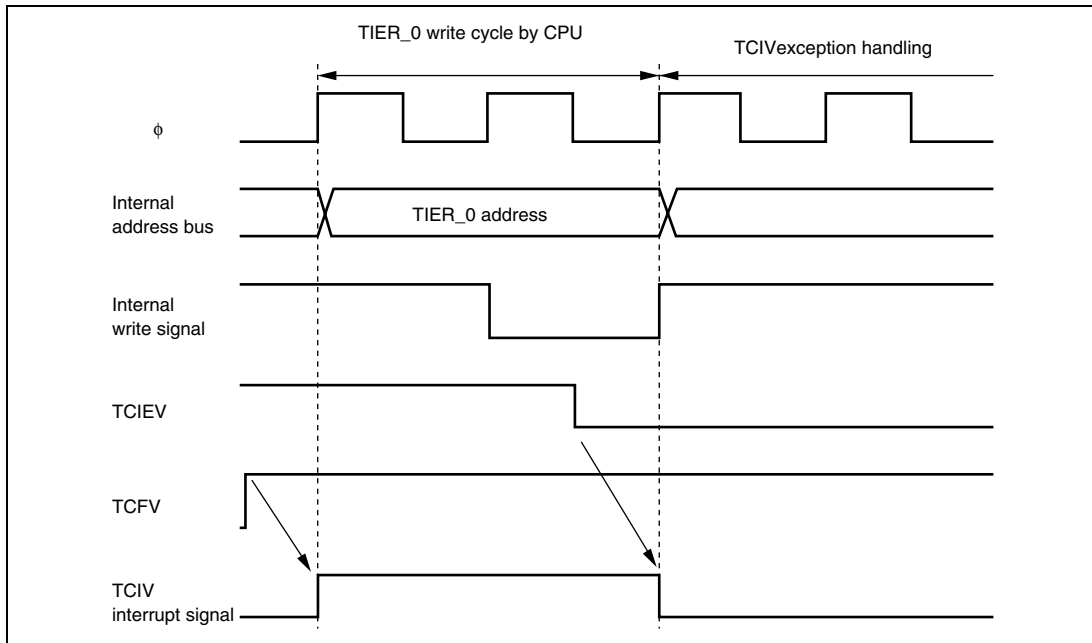 TIER_0 write cycle by CPU
TCIVexception handling
ϕ
Internal
address bus
TIER_0 address
Internal
write signal
TCIEV
TCFV
TCIV
interrupt signal